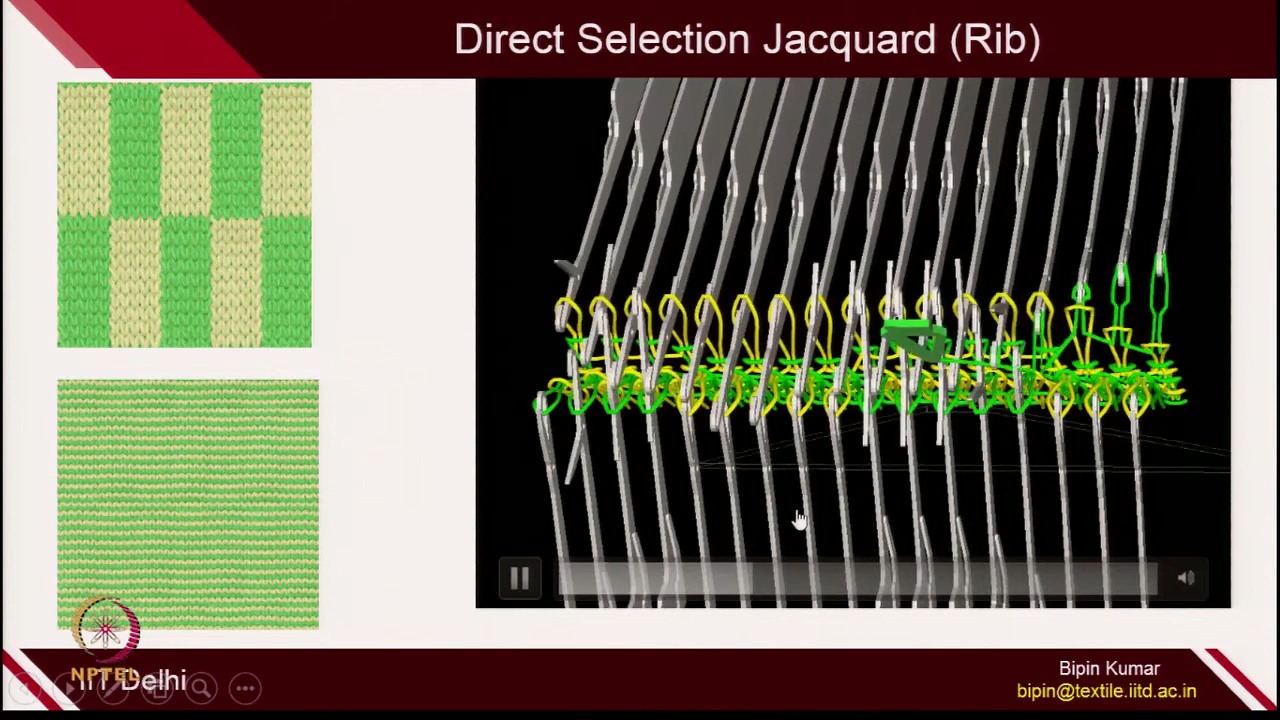 Direct Selection Jacquard (Rib)
NPTEL
IIT Delhi
Bipin Kumar
bipin@textile.iitd.ac.in